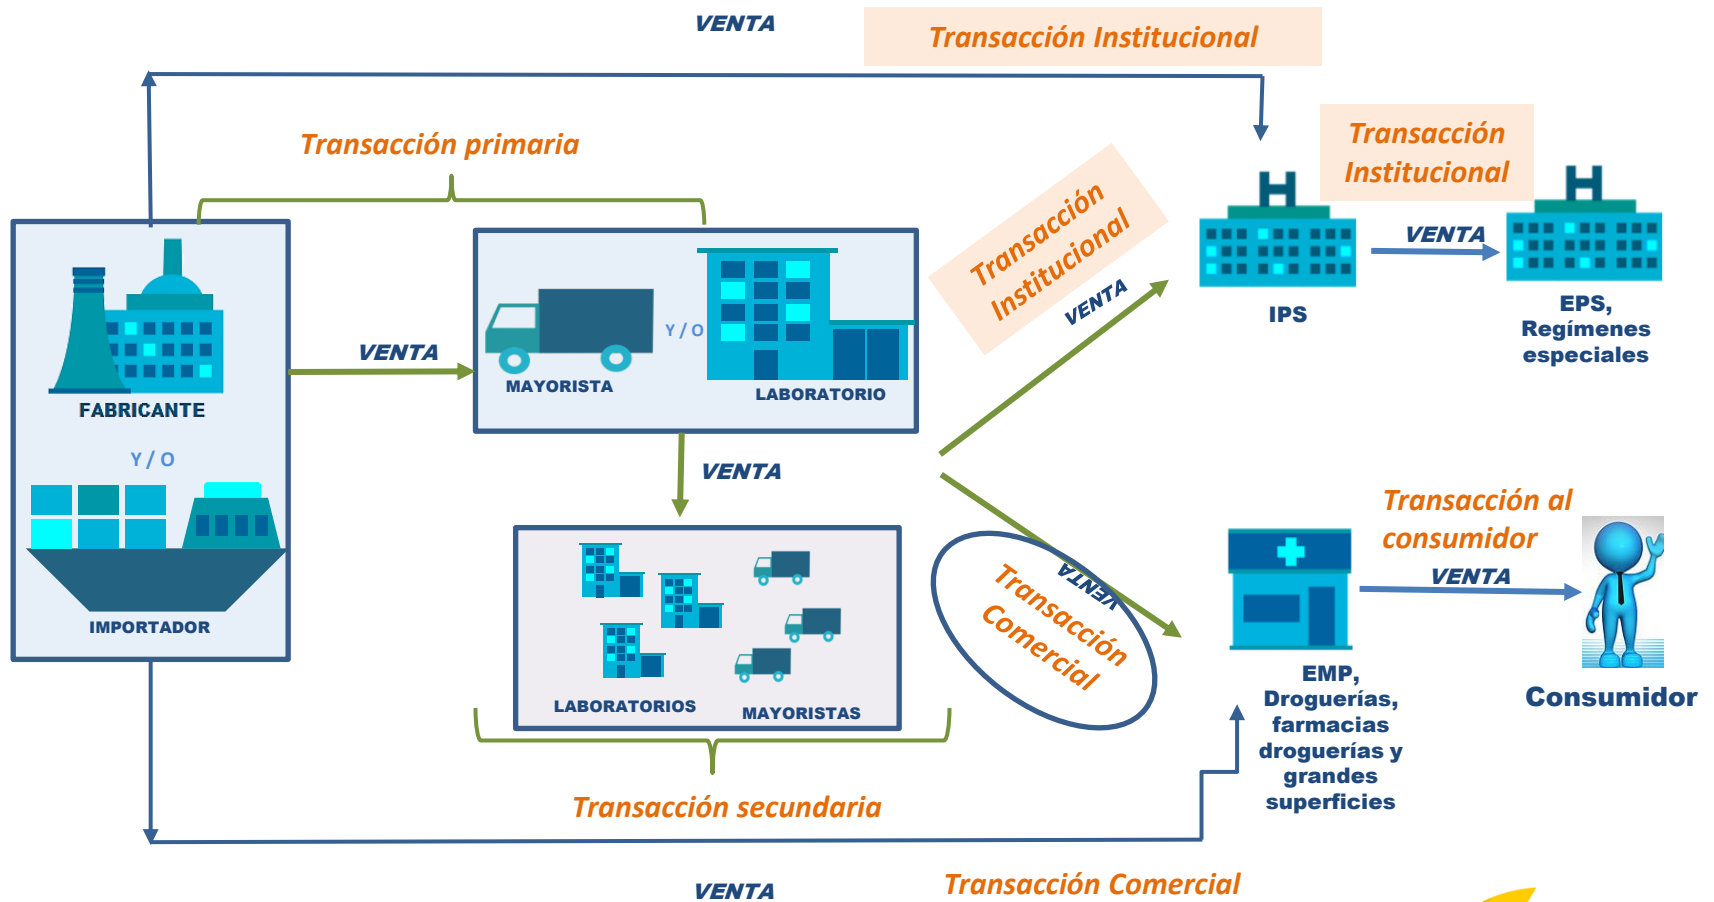 VENTA
Transacción Institucional
Transacción primaria
Transacción
Institucional
Transacción
Institucional
VENTA
VENTA
IPS
EPS,
Regímenes
especiales
FABRICANTE
Y / O
IMPORTADOR
VENTA
MAYORISTA
Y / O
LABORATORIO
VENTA
LABORATORIOS
MAYORISTAS
Transacción secundaria
VENTA
Transacción
Comercial
Transacción al
consumidor
VENTA
EMP,
Droguerías,
farmacias
droguerías y
grandes
superficies
Consumidor
VENTA
Transacción Comercial